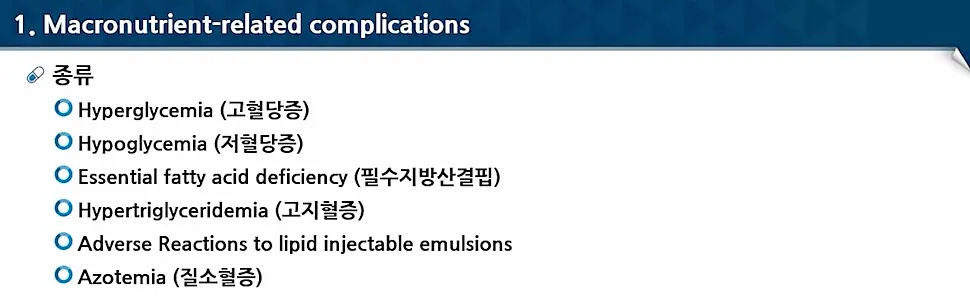 1. Macronutrient-related complications
종류
Hyperglycemia (고혈당증)
Hypoglycemia (저혈당증)
Essential fatty acid deficiency (필수지방산결핍)
Hypertriglyceridemia (고지혈증)
Adverse Reactions to lipid injectable emulsions
Azotemia (질소혈증)